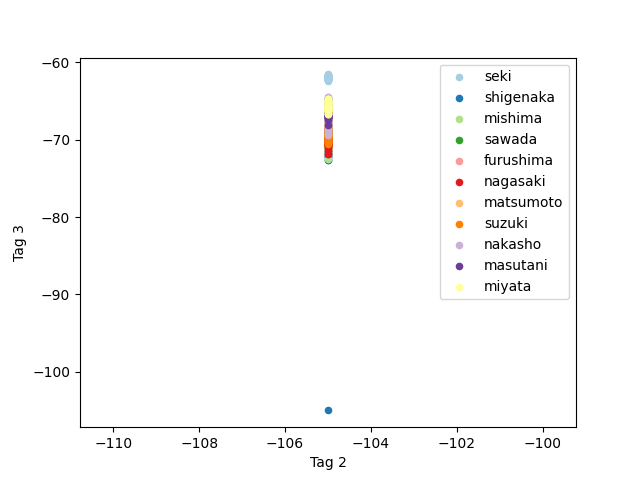 −60
−70
−80
−90
−100
Tag 3
−110
−108
−106
−104
−102
−100
Tag 2
seki
shigenaka
mishima
sawada
furushima
nagasaki
matsumoto
suzuki
nakasho
masutani
miyata